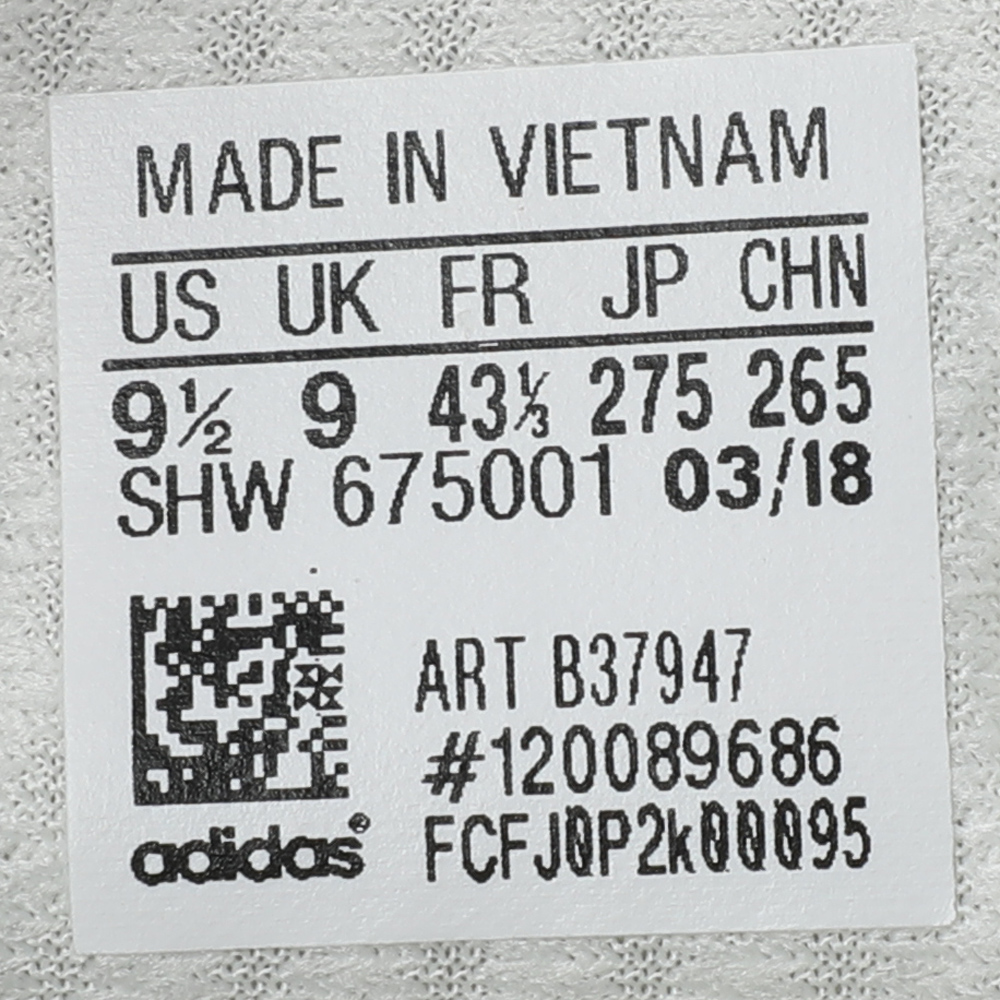 MADE IN VIETNAM
US UK FR JP CHN
9½ 9 43⅓ 275 265
SHW 675001 03/18
ART B37947
#120089686
FCFJ0P2k00095
adidas®